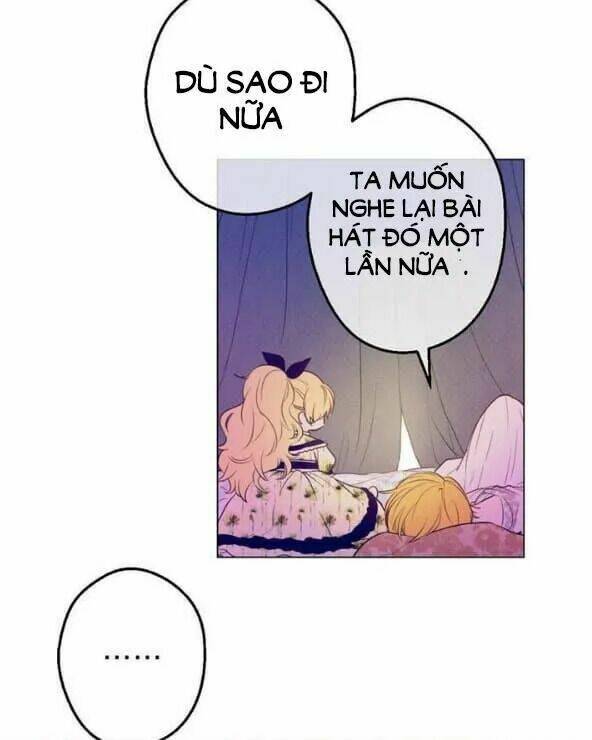 DÙ SAO ĐI
NỮA
TA MUỐN
NGHE LẠI BÀI
HÁT ĐÓ MỘT
LẦN NỮA .
......